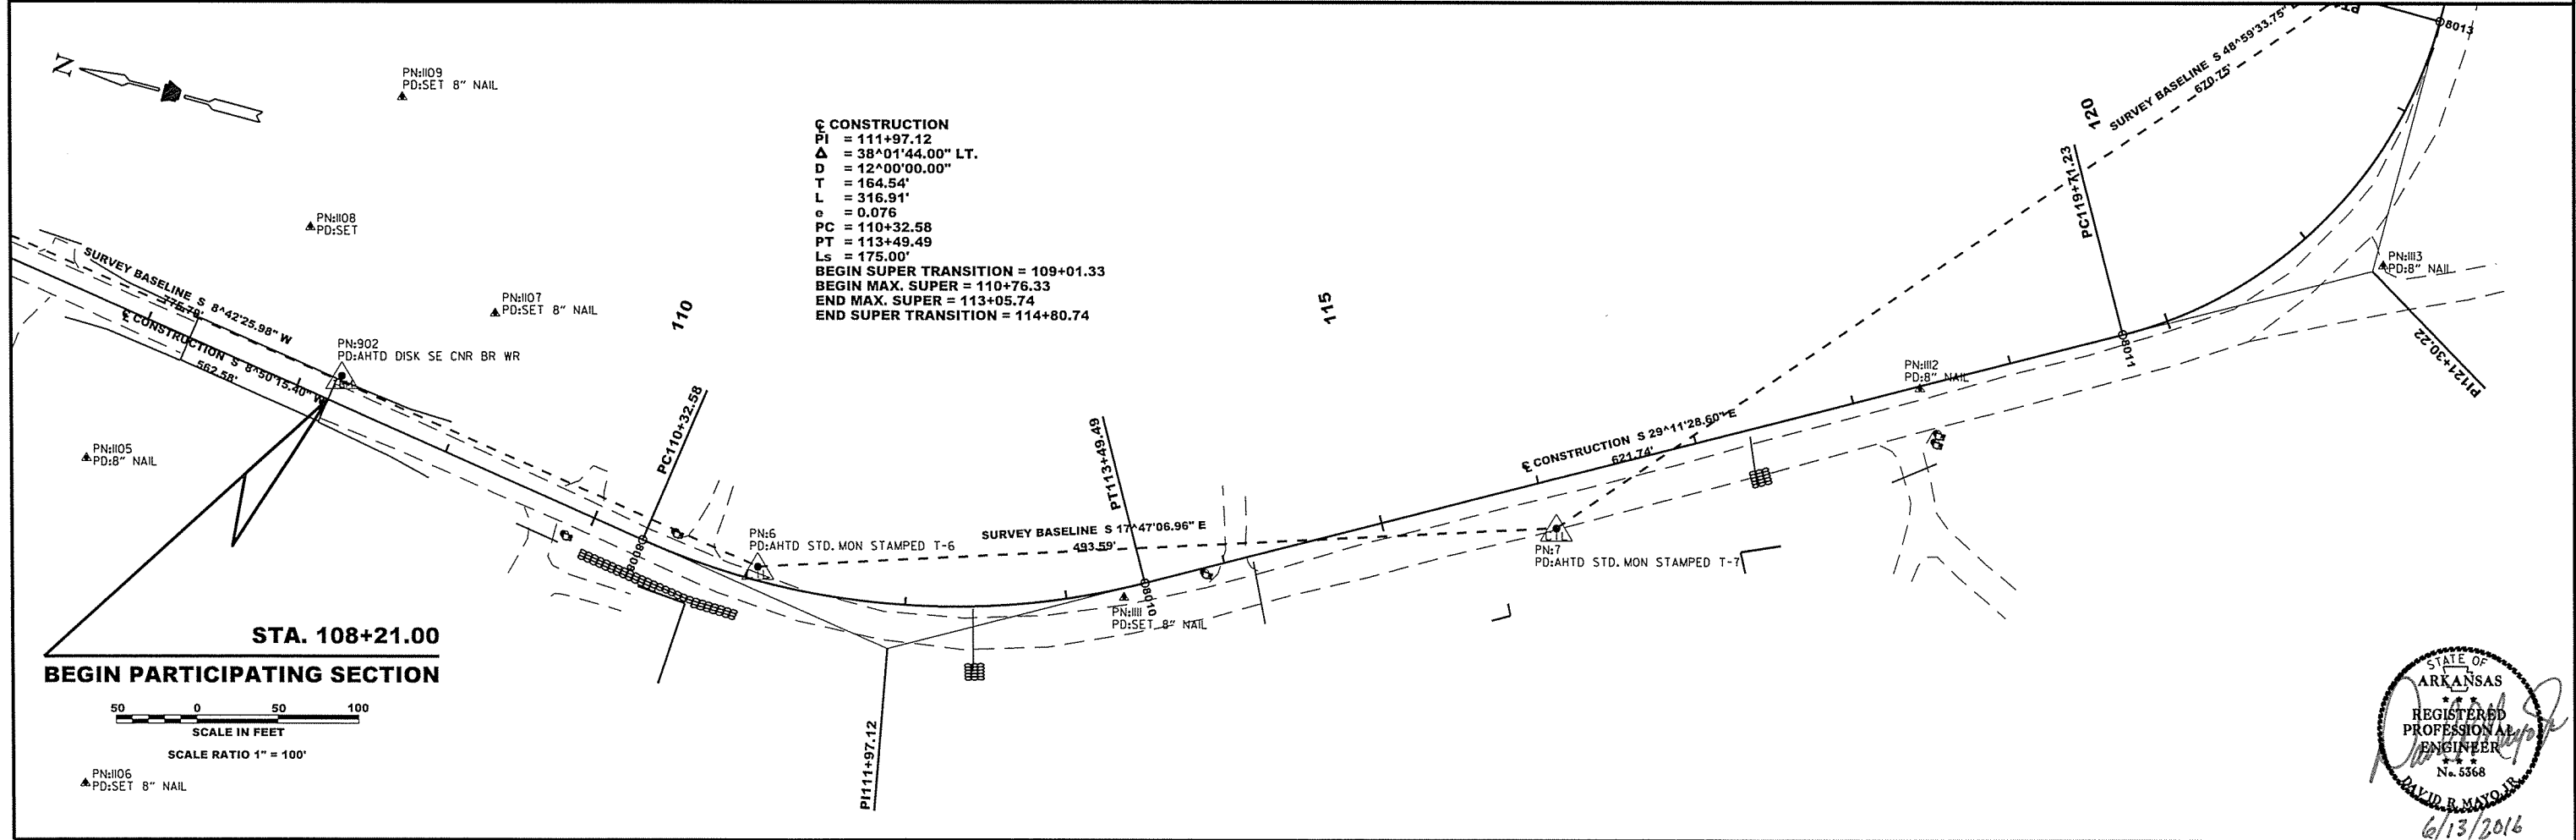 N
PN:1109
PD:SET 8" NAIL
PN:1108
PD:SET
PN:1107
PD:SET 8" NAIL
SURVEY BASELINE S 8^42'25.98" W
775.79'
℄ CONSTRUCTION S 8^50'15.40" W
562.58'
PN:902
PD:AHTD DISK SE CNR BR WR
PN:1105
PD:8" NAIL
PN:1106
PD:SET 8" NAIL
STA. 108+21.00
BEGIN PARTICIPATING SECTION
50 0 50 100
SCALE IN FEET
SCALE RATIO 1" = 100'
℄ CONSTRUCTION
PI = 111+97.12
Δ = 38^01'44.00" LT.
D = 12^00'00.00"
T = 164.54'
L = 316.91'
e = 0.076
PC = 110+32.58
PT = 113+49.49
Ls = 175.00'
BEGIN SUPER TRANSITION = 109+01.33
BEGIN MAX. SUPER = 110+76.33
END MAX. SUPER = 113+05.74
END SUPER TRANSITION = 114+80.74
110
PC110+32.58
8008
PN:6
PD:AHTD STD. MON STAMPED T-6
CTL
SURVEY BASELINE S 17^47'06.96" E
493.59'
PI111+97.12
PT113+49.49
80010
PN:1111
PD:SET 8" NAIL
115
℄ CONSTRUCTION S 29^11'28.60" E
621.74'
CTL
PN:7
PD:AHTD STD. MON STAMPED T-7
PN:1112
PD:8" NAIL
120
PC119+71.23
8011
SURVEY BASELINE S 48^59'33.75" E
670.75'
8013
PN:1113
PD:8" NAIL
PI121+30.22
STATE OF
ARKANSAS
REGISTERED
PROFESSIONAL
ENGINEER
No. 5368
DAVID R. MAYO, JR.
6/13/2016